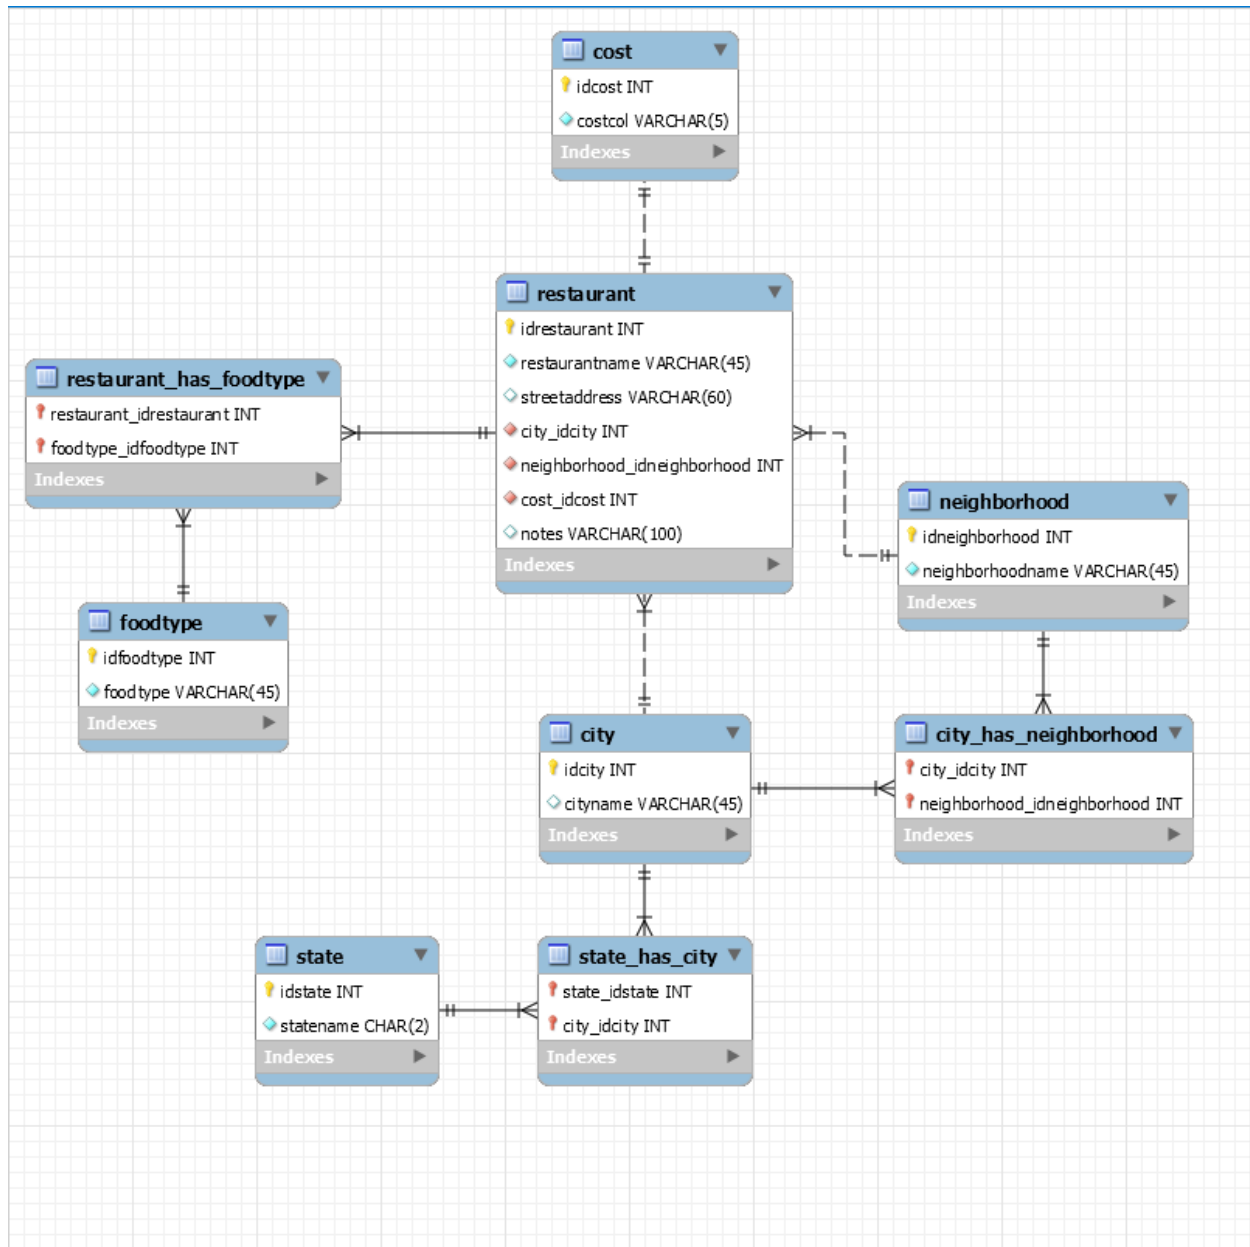 cost
idcost INT
costcol VARCHAR(5)
Indexes
restaurant
idrestaurant INT
restaurantname VARCHAR(45)
streetaddress VARCHAR(60)
city_idcity INT
neighborhood_idneighborhood INT
cost_idcost INT
notes VARCHAR(100)
Indexes
restaurant_has_foodtype
restaurant_idrestaurant INT
foodtype_idfoodtype INT
Indexes
neighborhood
idneighborhood INT
neighborhoodname VARCHAR(45)
Indexes
foodtype
idfoodtype INT
foodtype VARCHAR(45)
Indexes
city
idcity INT
cityname VARCHAR(45)
Indexes
city_has_neighborhood
city_idcity INT
neighborhood_idneighborhood INT
Indexes
state
idstate INT
statename CHAR(2)
Indexes
state_has_city
state_idstate INT
city_idcity INT
Indexes